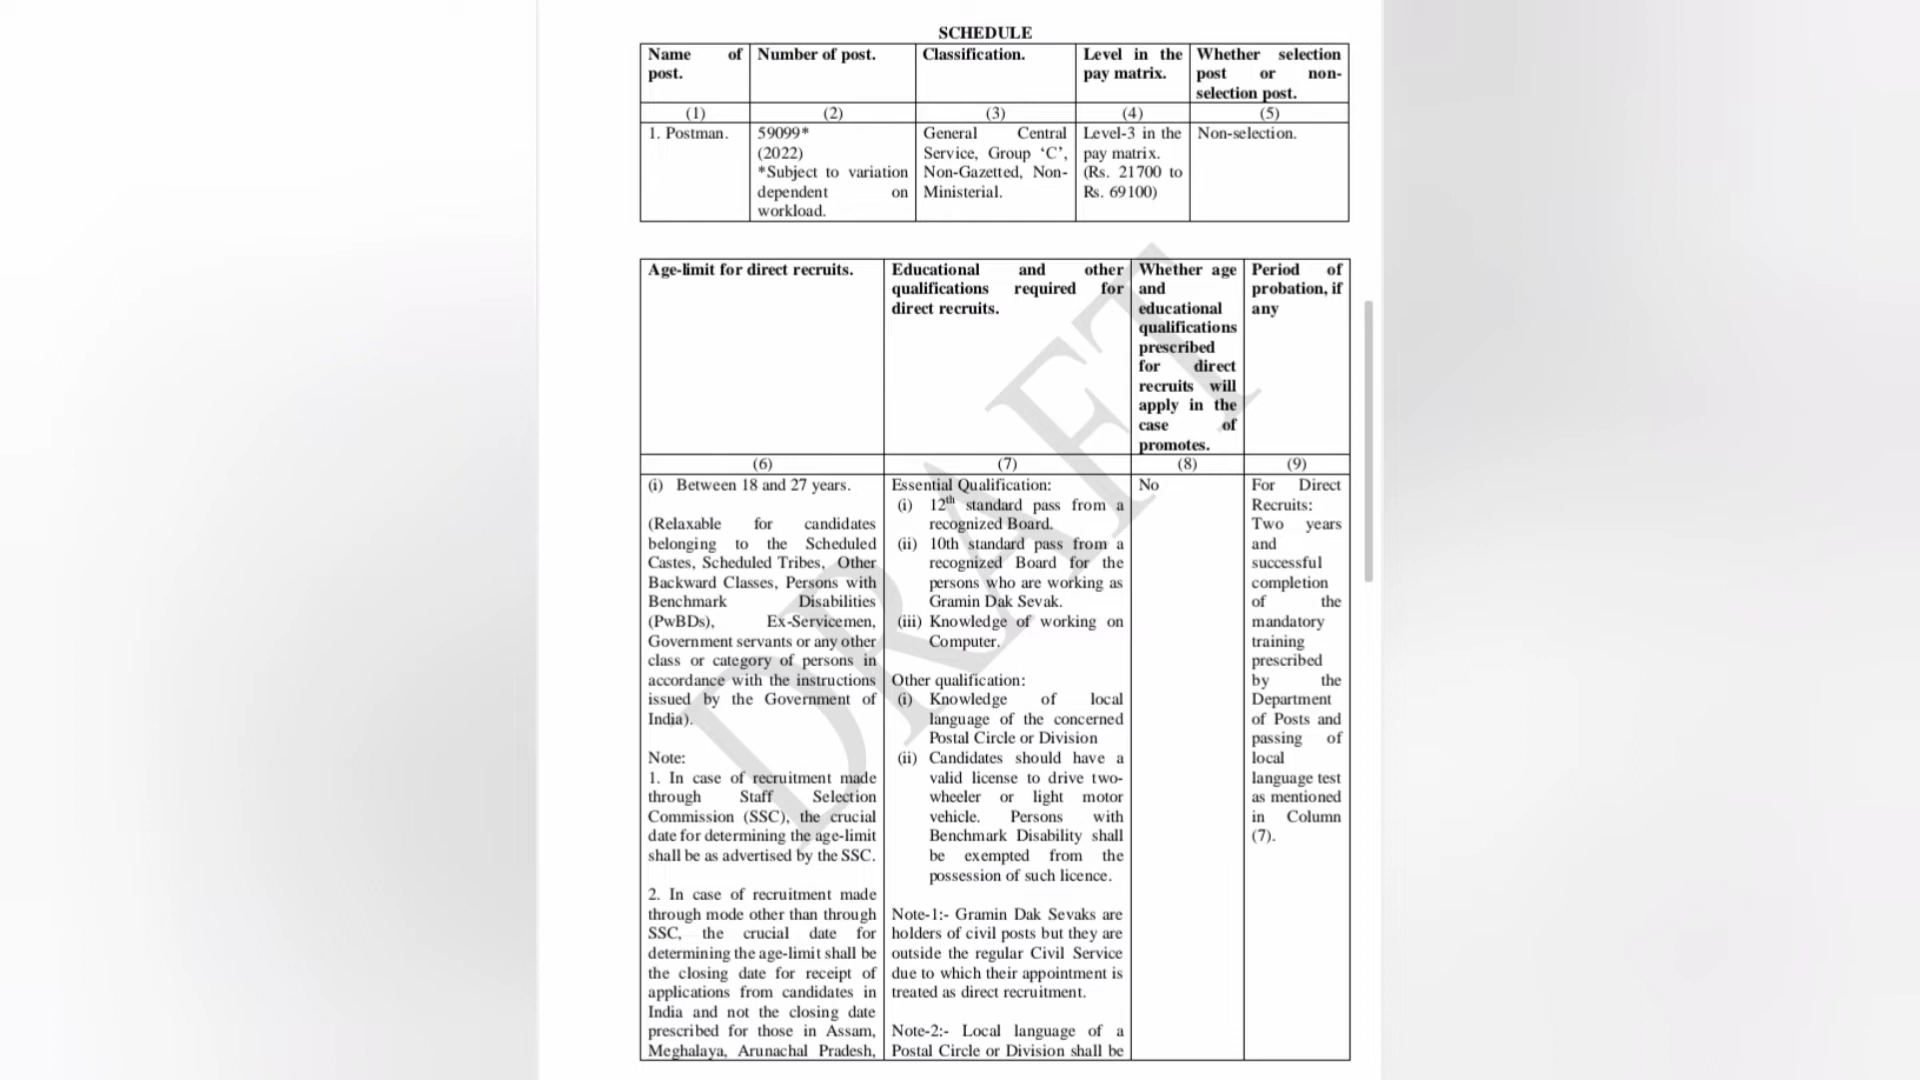 SCHEDULE
Name of post.
Number of post.
Classification.
Level in the pay matrix.
Whether selection post or non-selection post.
(1)
(2)
(3)
(4)
(5)
1. Postman.
59099*
(2022)
*Subject to variation
dependent on
workload.
General Central
Service, Group ‘C’,
Non-Gazetted, Non-
Ministerial.
Level-3 in the
pay matrix.
(Rs. 21700 to
Rs. 69100)
Non-selection.
Age-limit for direct recruits.
Educational and other
qualifications required for
direct recruits.
Whether age
and
educational
qualifications
prescribed
for direct
recruits will
apply in the
case of
promotes.
Period of
probation, if
any
(6)
(7)
(8)
(9)
(i) Between 18 and 27 years.
(Relaxable for candidates
belonging to the Scheduled
Castes, Scheduled Tribes, Other
Backward Classes, Persons with
Benchmark Disabilities
(PwBDs), Ex-Servicemen,
Government servants or any other
class or category of persons in
accordance with the instructions
issued by the Government of
India).
Note:
1. In case of recruitment made
through Staff Selection
Commission (SSC), the crucial
date for determining the age-limit
shall be as advertised by the SSC.
2. In case of recruitment made
through mode other than through
SSC, the crucial date for
determining the age-limit shall be
the closing date for receipt of
applications from candidates in
India and not the closing date
prescribed for those in Assam,
Meghalaya, Arunachal Pradesh,
Essential Qualification:
(i) 12th standard pass from a
recognized Board.
(ii) 10th standard pass from a
recognized Board for the
persons who are working as
Gramin Dak Sevak.
(iii) Knowledge of working on
Computer.
Other qualification:
(i) Knowledge of local
language of the concerned
Postal Circle or Division
(ii) Candidates should have a
valid license to drive two-
wheeler or light motor
vehicle. Persons with
Benchmark Disability shall
be exempted from the
possession of such licence.
Note-1:- Gramin Dak Sevaks are
holders of civil posts but they are
outside the regular Civil Service
due to which their appointment is
treated as direct recruitment.
Note-2:- Local language of a
Postal Circle or Division shall be
No
For Direct
Recruits:
Two years
and
successful
completion
of the
mandatory
training
prescribed
by the
Department
of Posts and
passing of
local
language test
as mentioned
in Column
(7).
DRAFT